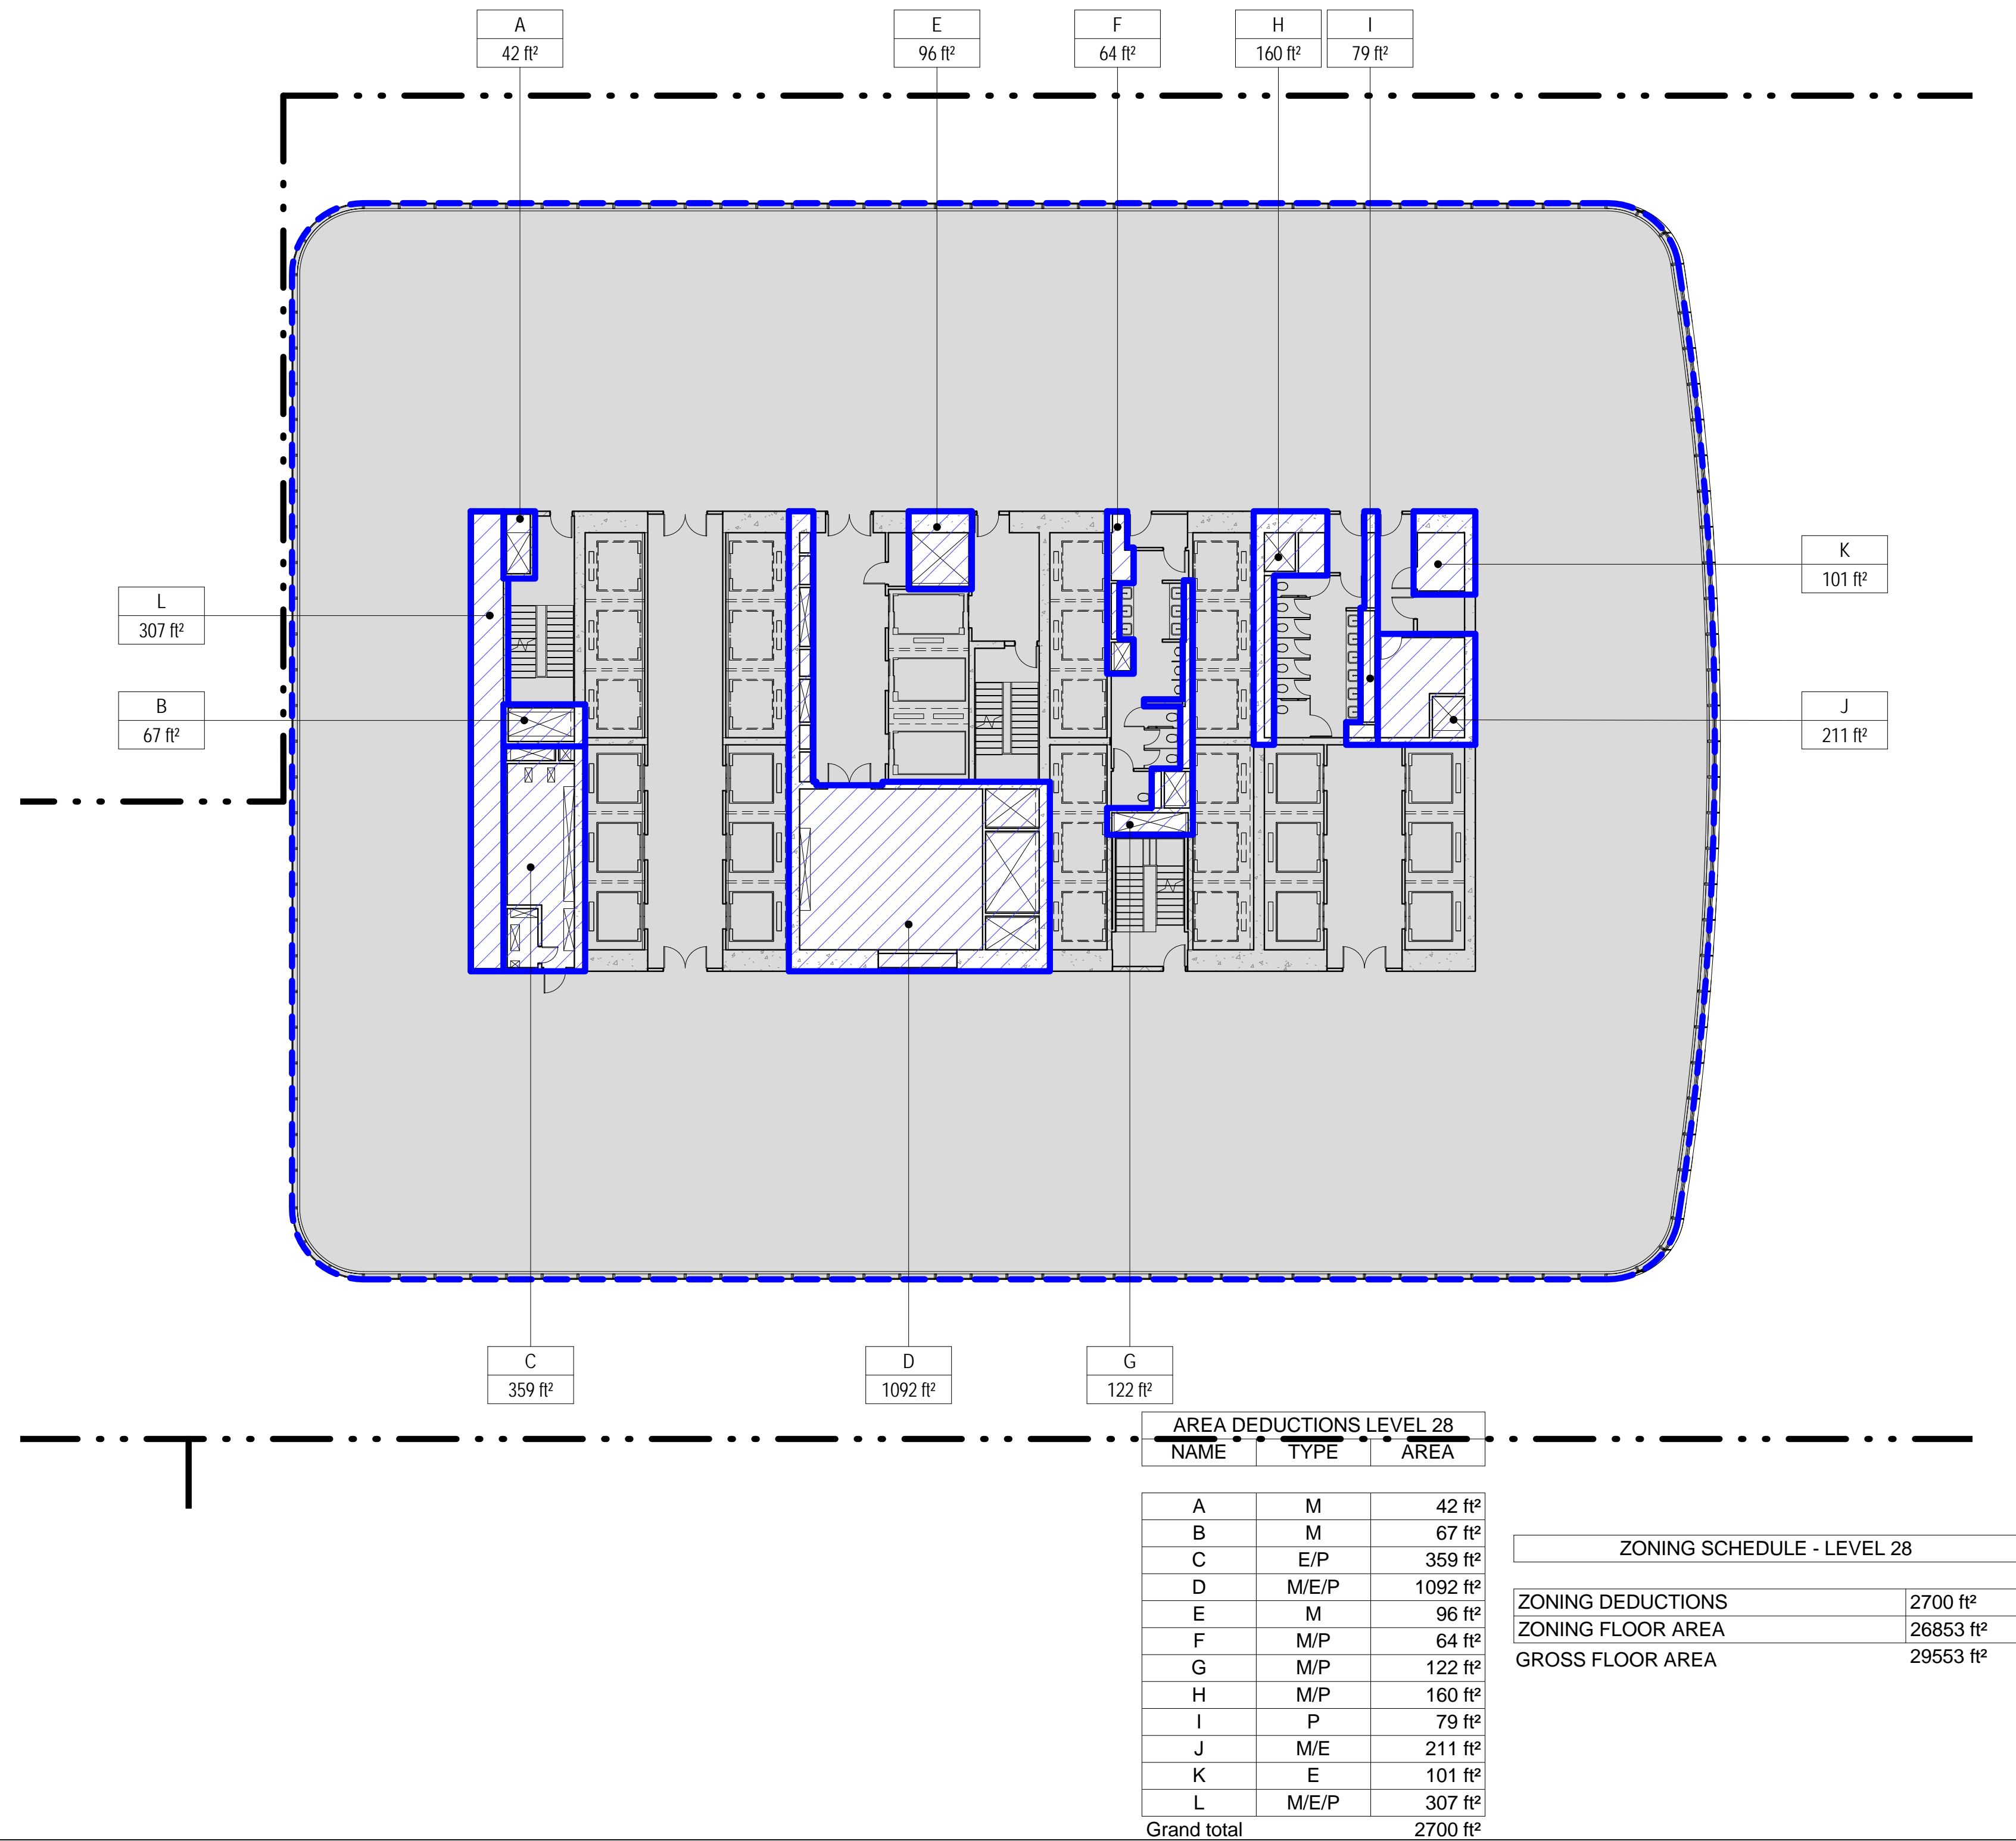 A
42 ft²
E
96 ft²
F
64 ft²
H
160 ft²
I
79 ft²
K
101 ft²
L
307 ft²
B
67 ft²
J
211 ft²
C
359 ft²
D
1092 ft²
G
122 ft²
AREA DEDUCTIONS LEVEL 28
NAME TYPE AREA
A M 42 ft²
B M 67 ft²
C E/P 359 ft²
D M/E/P 1092 ft²
E M 96 ft²
F M/P 64 ft²
G M/P 122 ft²
H M/P 160 ft²
I P 79 ft²
J M/E 211 ft²
K E 101 ft²
L M/E/P 307 ft²
Grand total 2700 ft²
ZONING SCHEDULE - LEVEL 28
ZONING DEDUCTIONS 2700 ft²
ZONING FLOOR AREA 26853 ft²
GROSS FLOOR AREA 29553 ft²